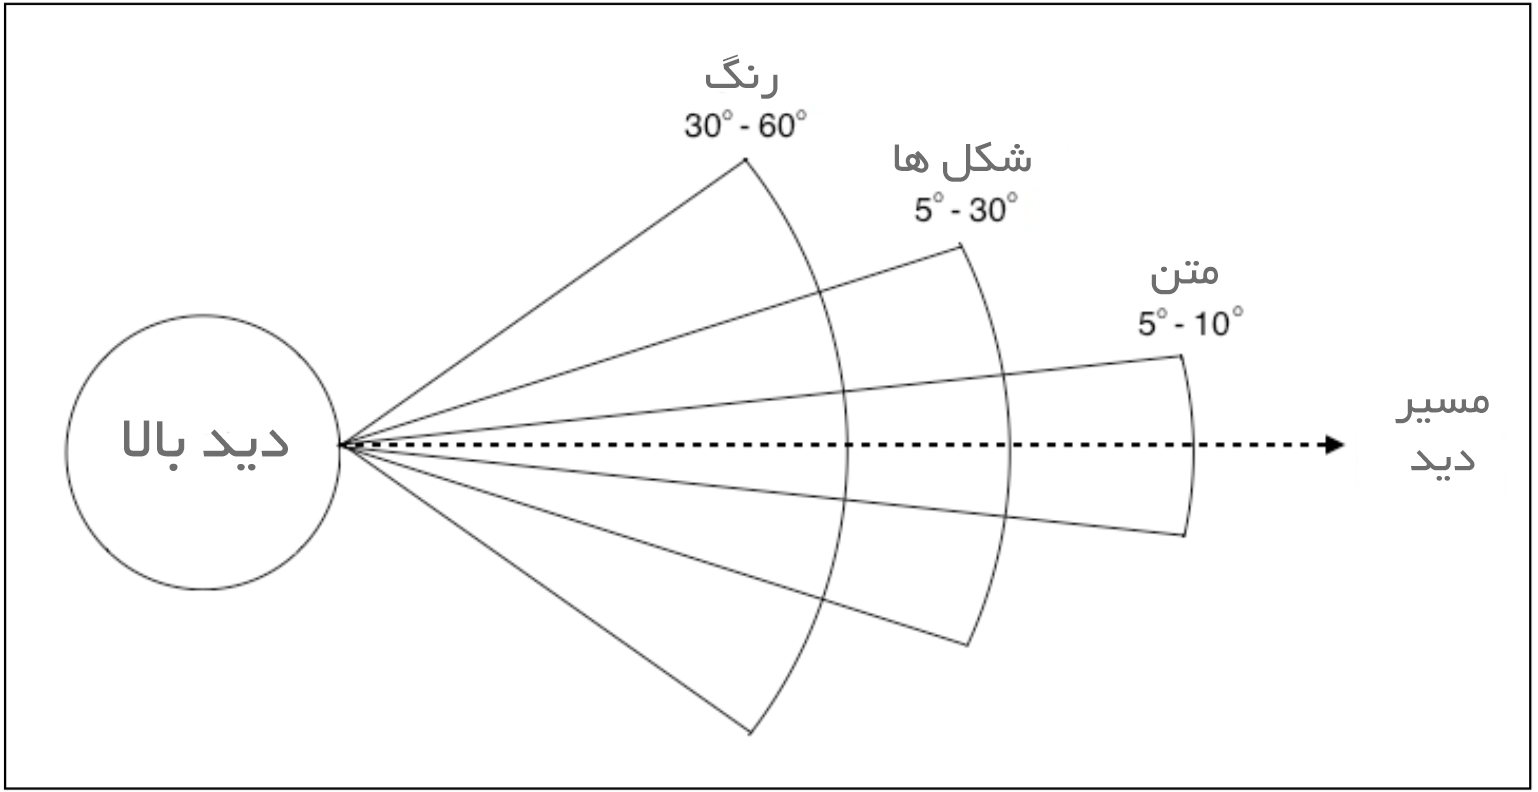 رنگ
30° - 60°
شکل ها
5° - 30°
متن
5° - 10°
مسیر
دید
دید بالا